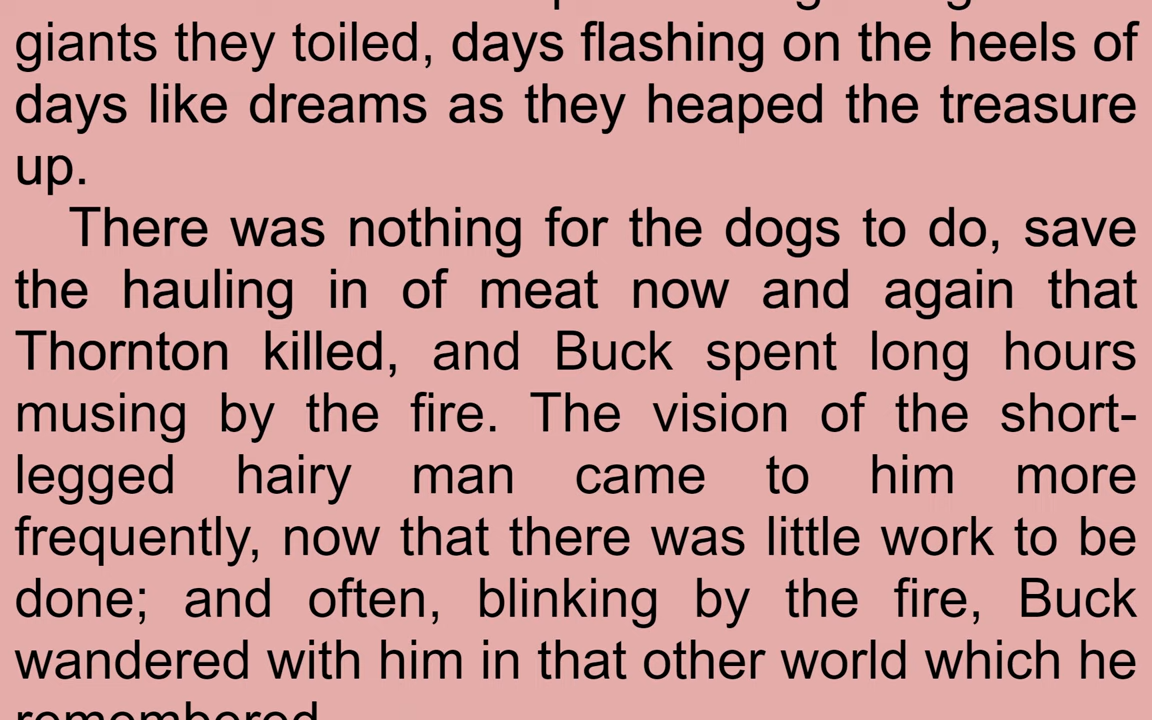 giants they toiled, days flashing on the heels of
days like dreams as they heaped the treasure
up.
There was nothing for the dogs to do, save
the hauling in of meat now and again that
Thornton killed, and Buck spent long hours
musing by the fire. The vision of the short-
legged hairy man came to him more
frequently, now that there was little work to be
done; and often, blinking by the fire, Buck
wandered with him in that other world which he
remembered.